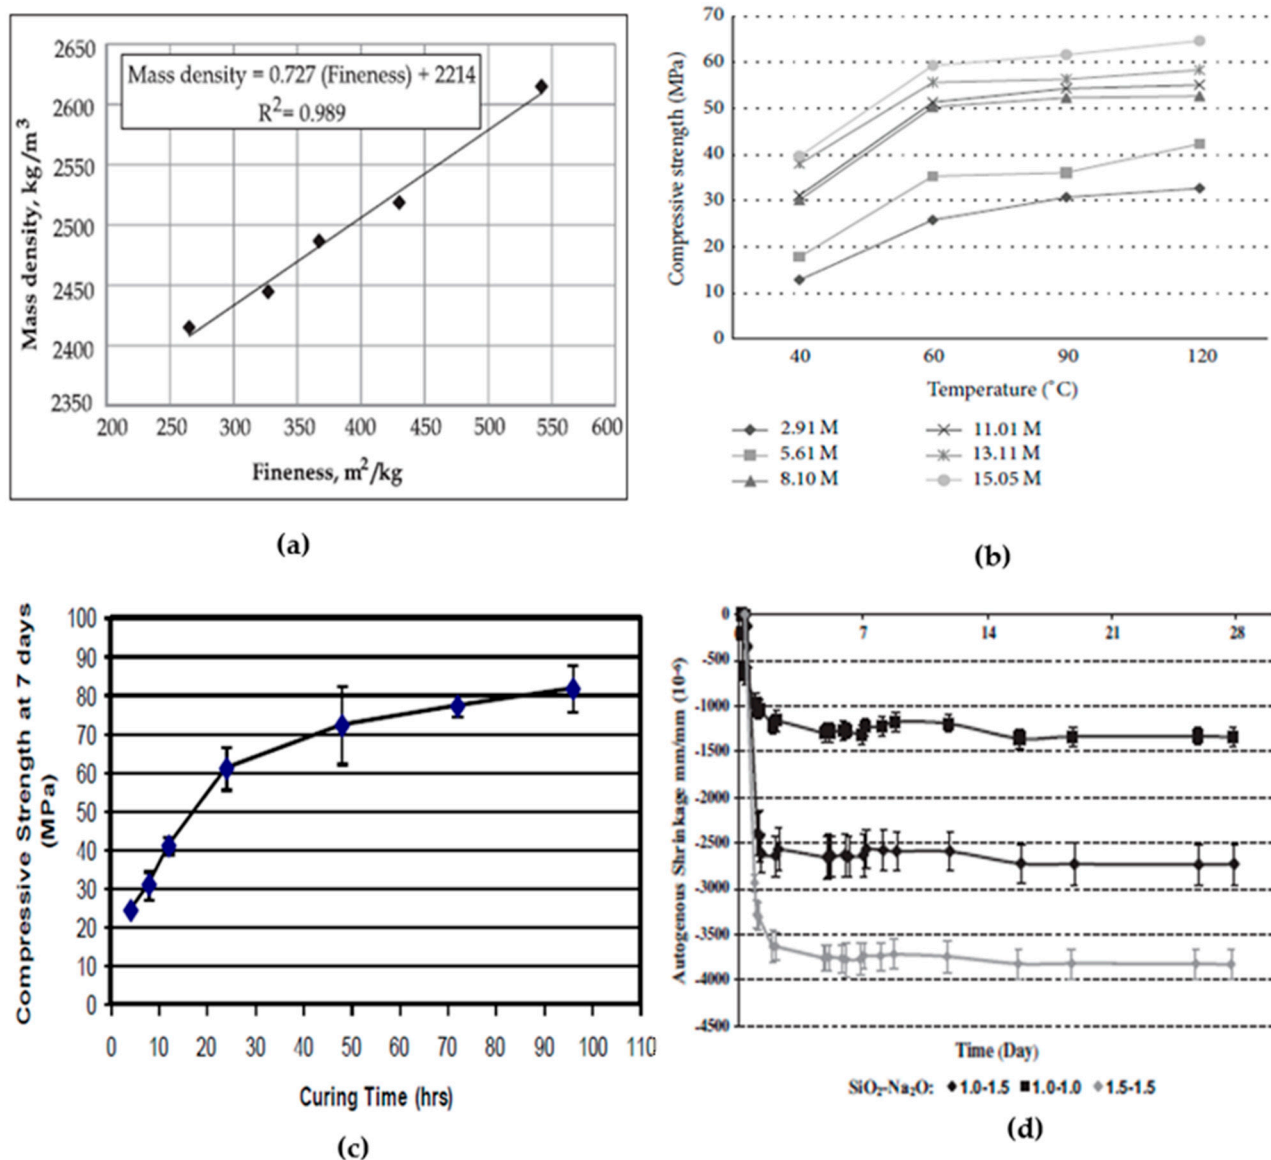 2650
2600
2550
2500
2450
2400
2350
Mass density, kg/m³
Mass density = 0.727 (Fineness) + 2214
R²= 0.989
200 250 300 350 400 450 500 550 600
Fineness, m²/kg
(a)
70
60
50
40
30
20
10
0
Compressive strength (MPa)
40 60 90 120
Temperature (°C)
2.91 M 11.01 M
5.61 M 13.11 M
8.10 M 15.05 M
(b)
Compressive Strength at 7 days
(MPa)
100
90
80
70
60
50
40
30
20
10
0
0 10 20 30 40 50 60 70 80 90 100 110
Curing Time (hrs)
(c)
Autogenous Shrinkage mm/mm (10⁻⁶)
0
-500
-1000
-1500
-2000
-2500
-3000
-3500
-4000
-4500
7 14 21 28
Time (Day)
SiO₂-Na₂O: 1.0-1.5 1.0-1.0 1.5-1.5
(d)